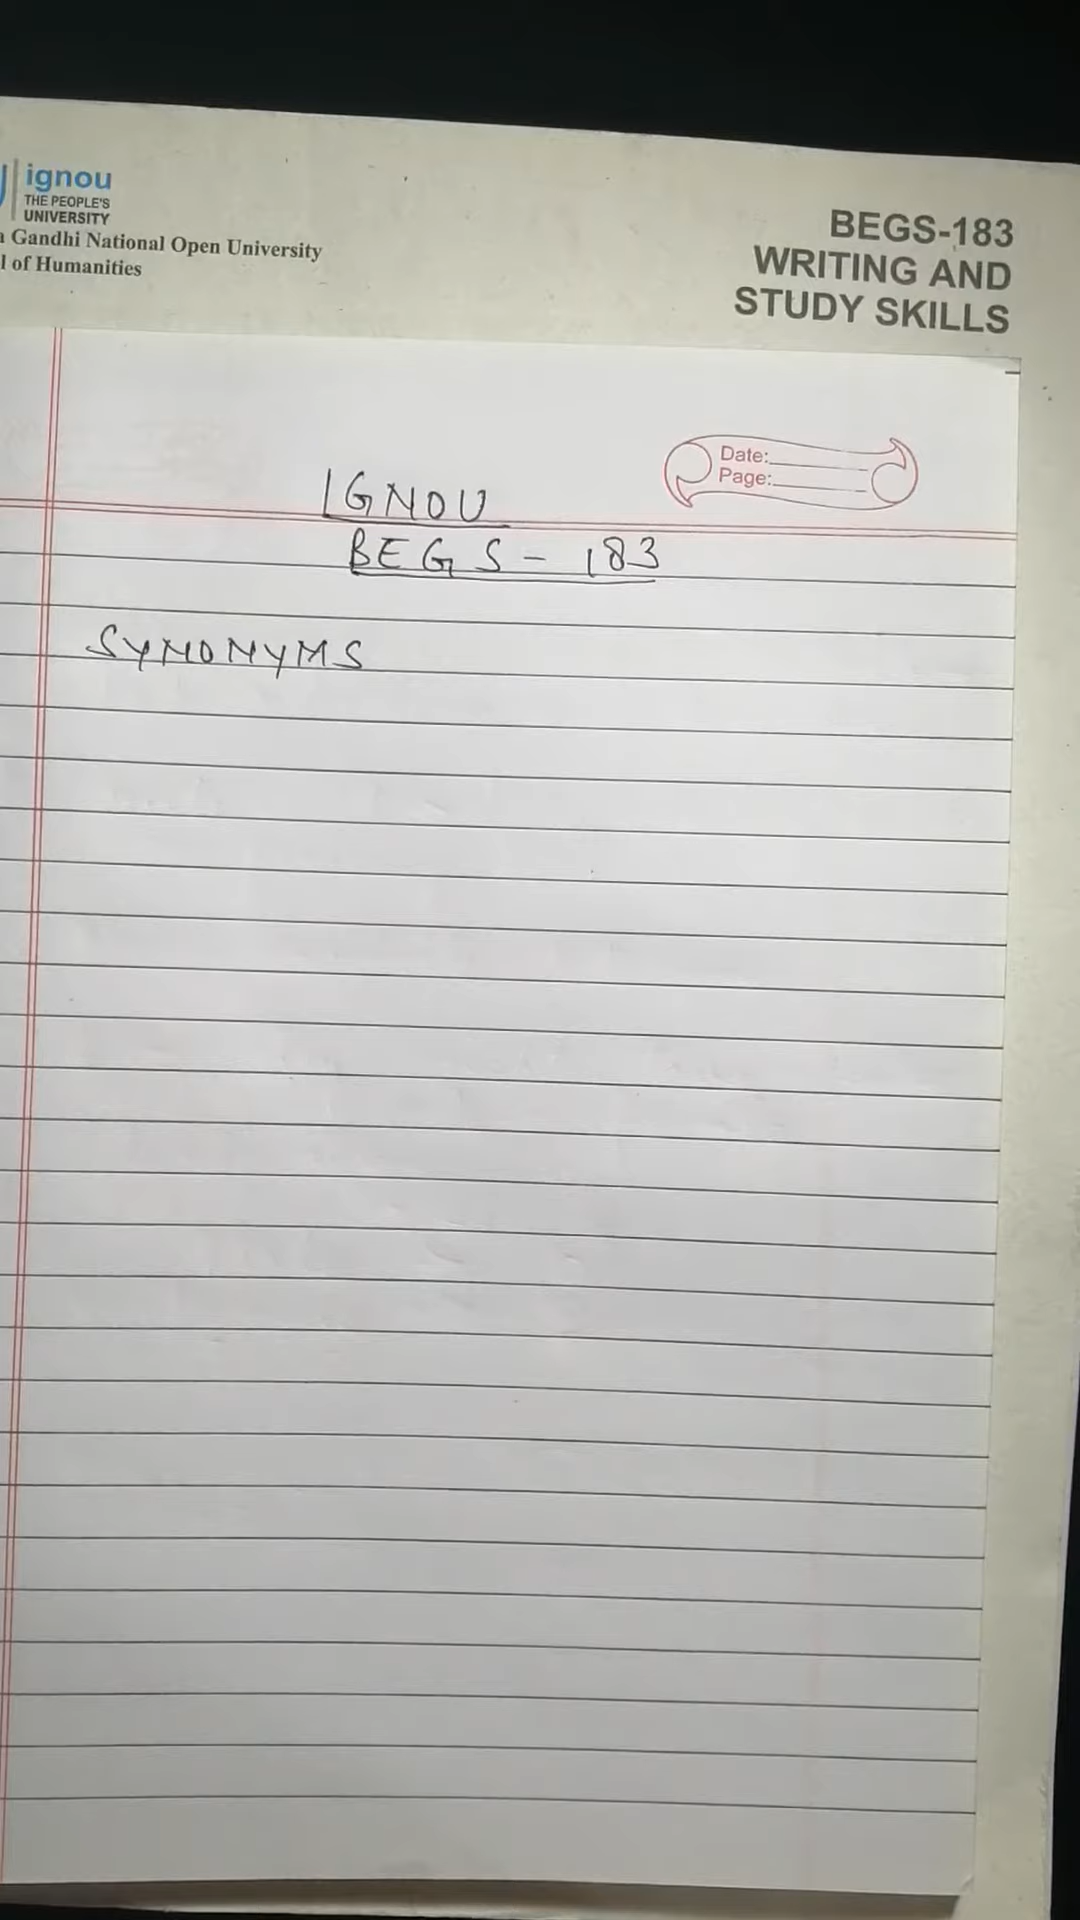 ignou
THE PEOPLE'S
UNIVERSITY
Gandhi National Open University
of Humanities
BEGS-183
WRITING AND
STUDY SKILLS
Date:
Page:
IGNOU
BEGS - 183
SYNONYMS